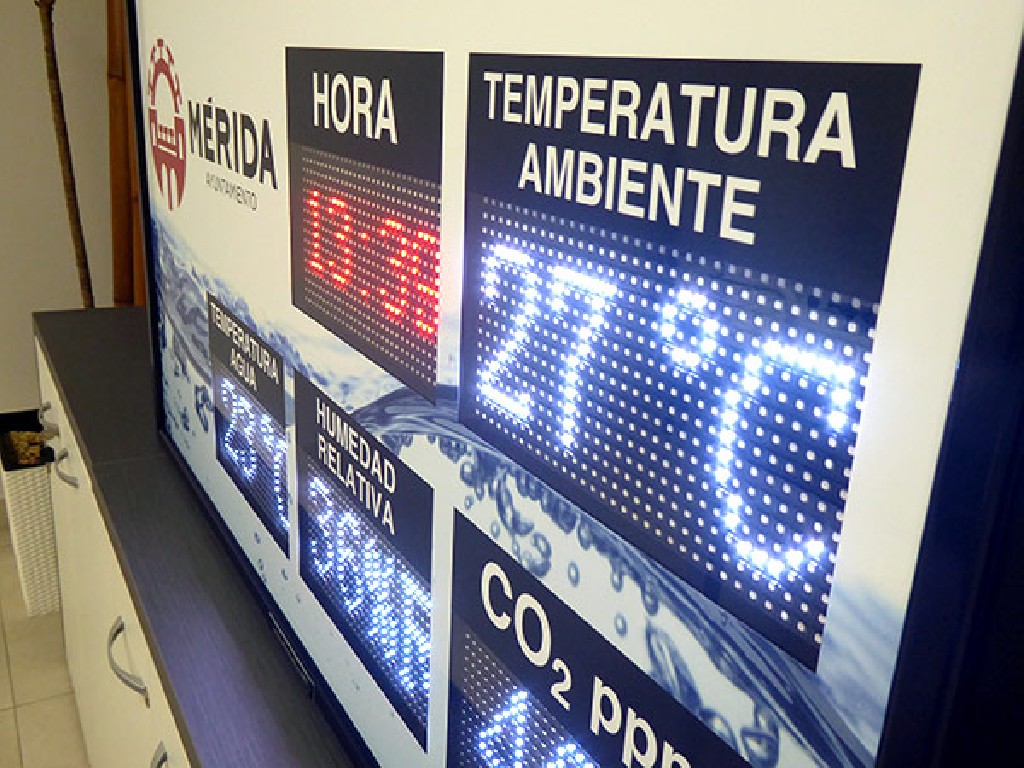 MÉRIDA
AYUNTAMIENTO
HORA
TEMPERATURA
AMBIENTE
27°C
TEMPERATURA
AGUA
HUMEDAD
RELATIVA
CO₂ ppm